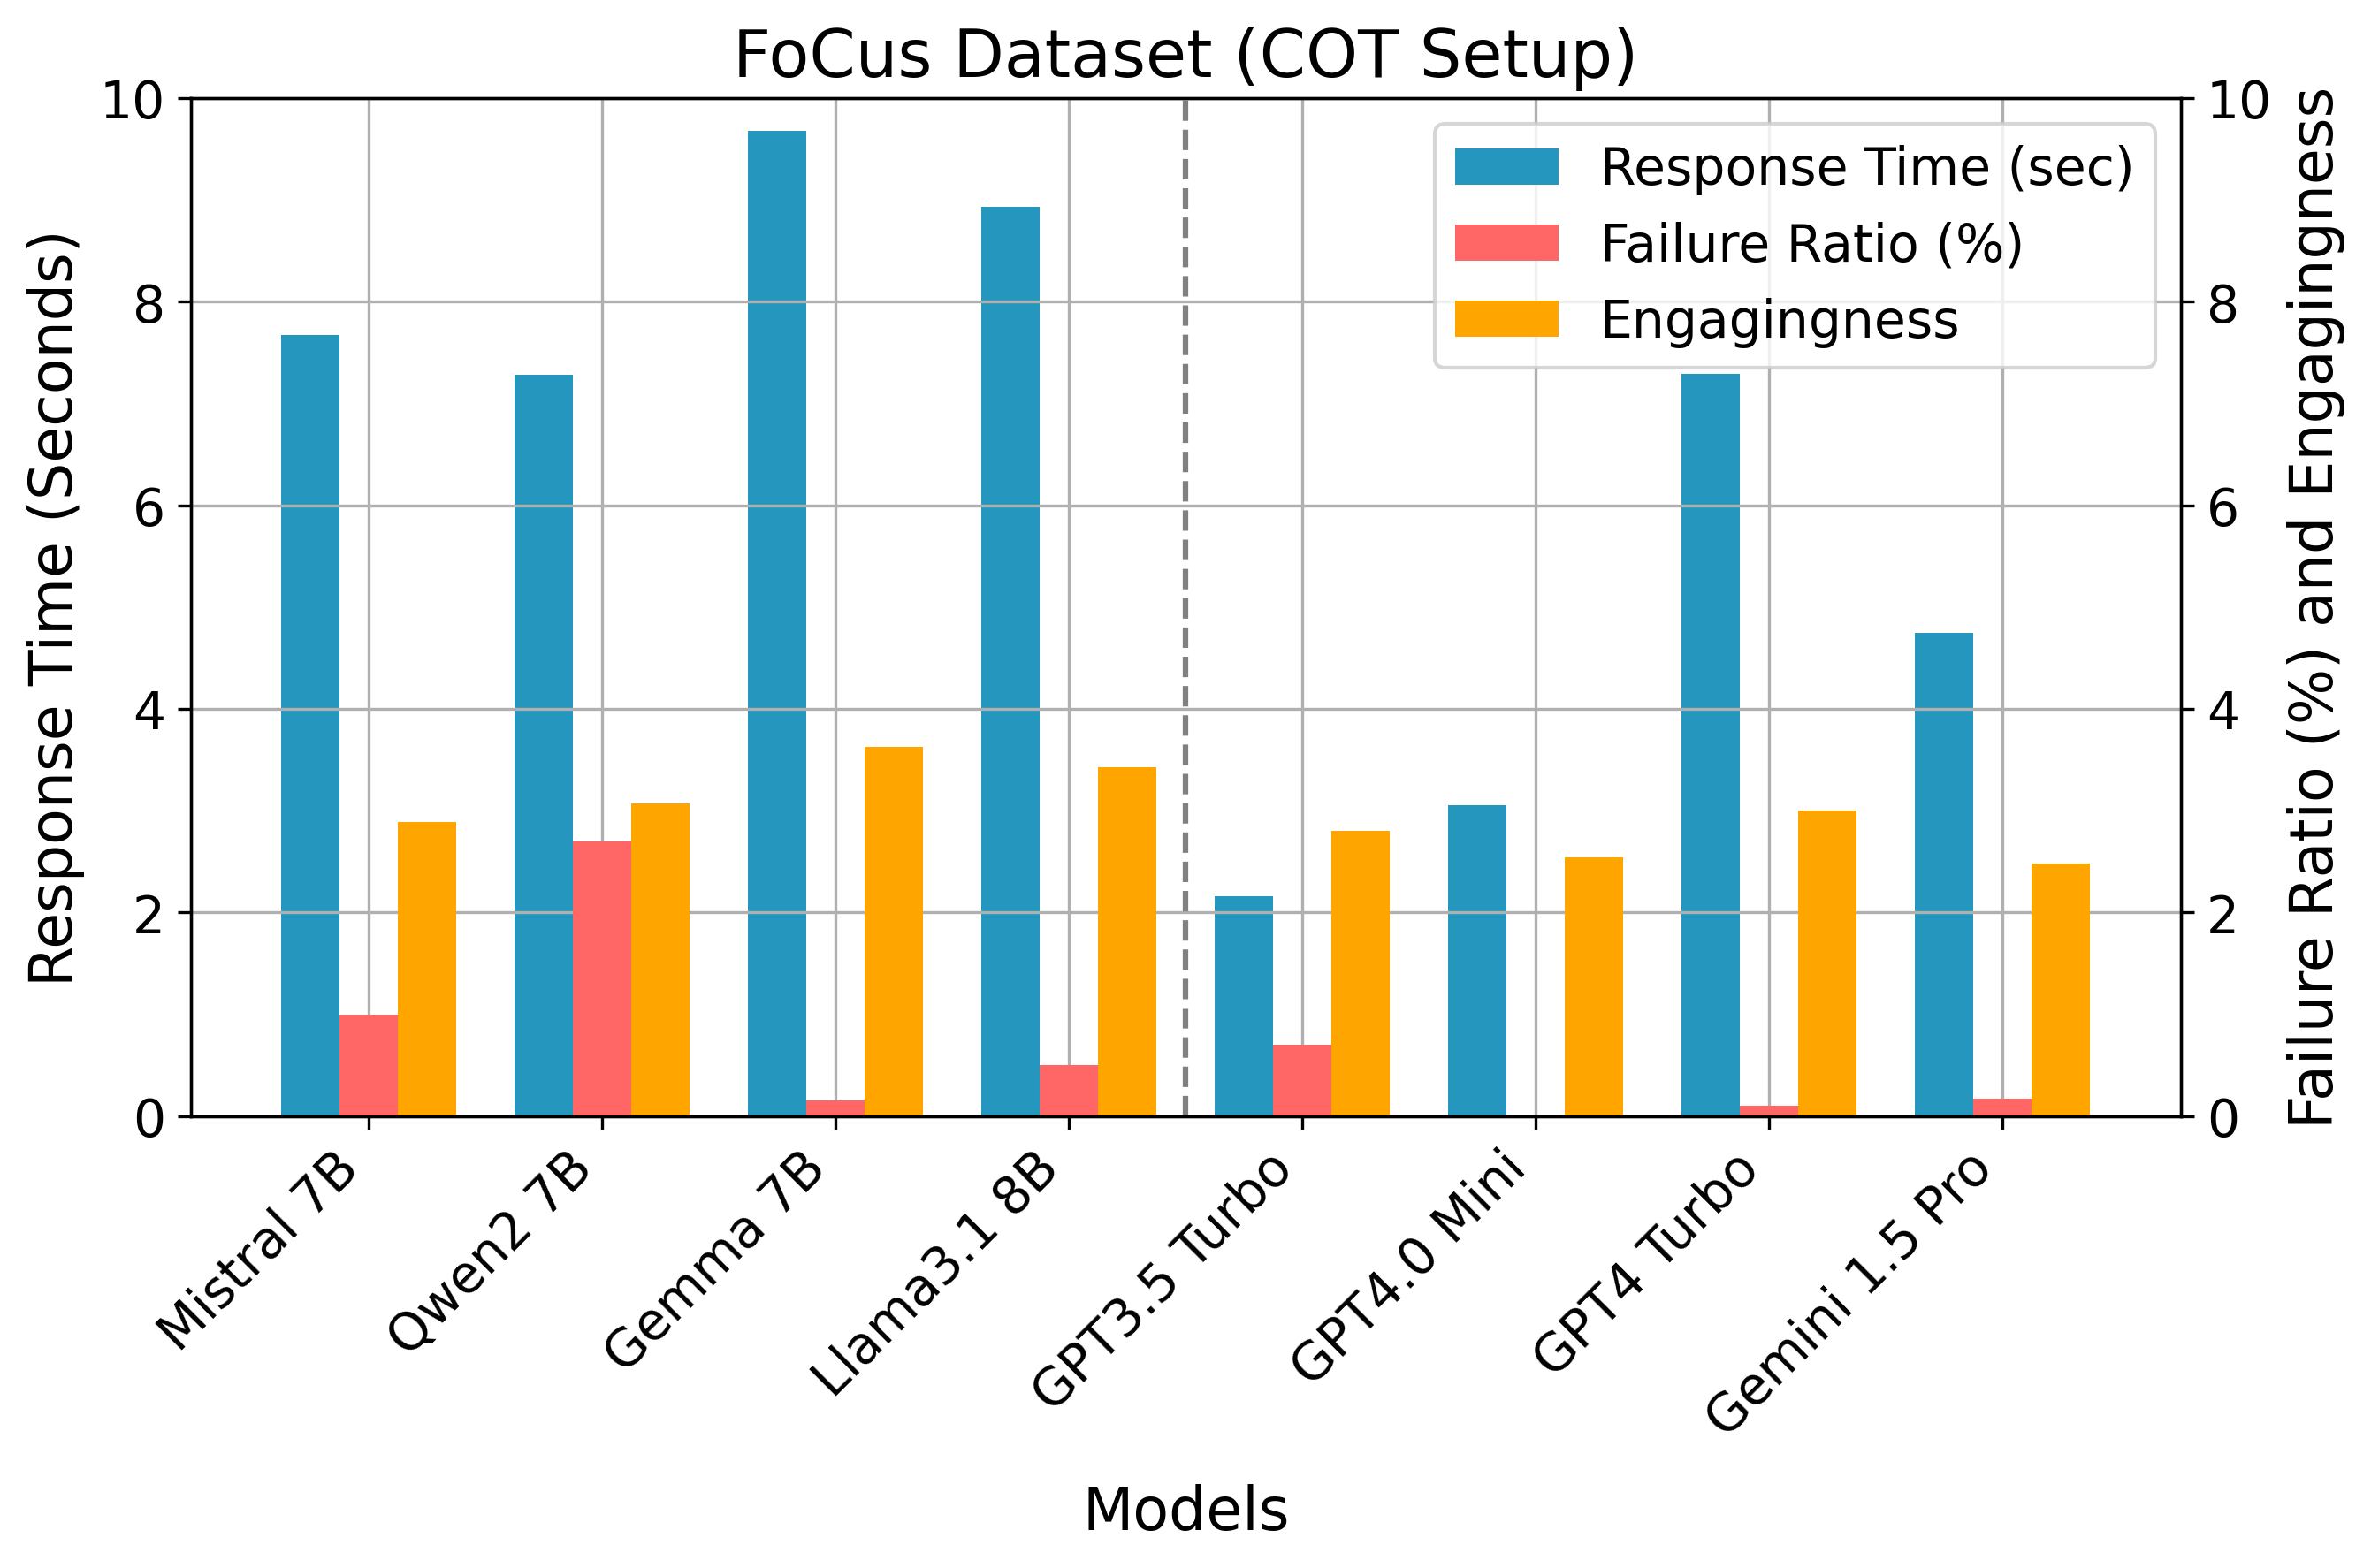 FoCus Dataset (COT Setup)
Response Time (Seconds)
10
8
6
4
2
0
Response Time (sec)
Failure Ratio (%)
Engagingness
10
8
6
4
2
0
Failure Ratio (%) and Engagingness
Mistral 7B
Qwen2 7B
Gemma 7B
Llama3.1 8B
GPT3.5 Turbo
GPT4.0 Mini
GPT4 Turbo
Gemini 1.5 Pro
Models